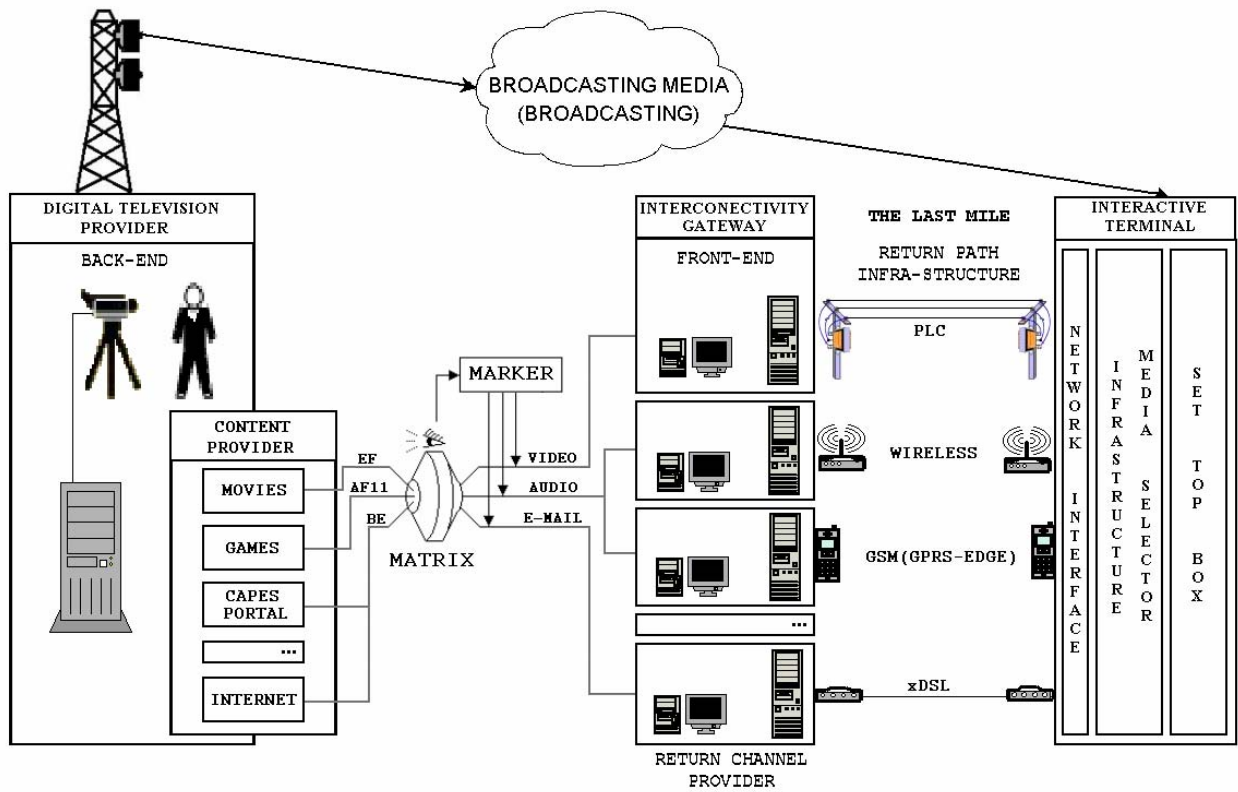 BROADCASTING MEDIA
(BROADCASTING)
DIGITAL TELEVISION
PROVIDER
BACK-END
CONTENT
PROVIDER
MOVIES
GAMES
CAPES
PORTAL
...
INTERNET
EF
AF11
BE
MATRIX
MARKER
VIDEO
AUDIO
E-MAIL
INTERCONECTIVITY
GATEWAY
FRONT-END
...
RETURN CHANNEL
PROVIDER
THE LAST MILE
RETURN PATH
INFRA-STRUCTURE
PLC
WIRELESS
GSM(GPRS-EDGE)
xDSL
INTERACTIVE
TERMINAL
NETWORK INTERFACE
INFRASTRUCTURE
MEDIA SELECTOR
SET TOP BOX